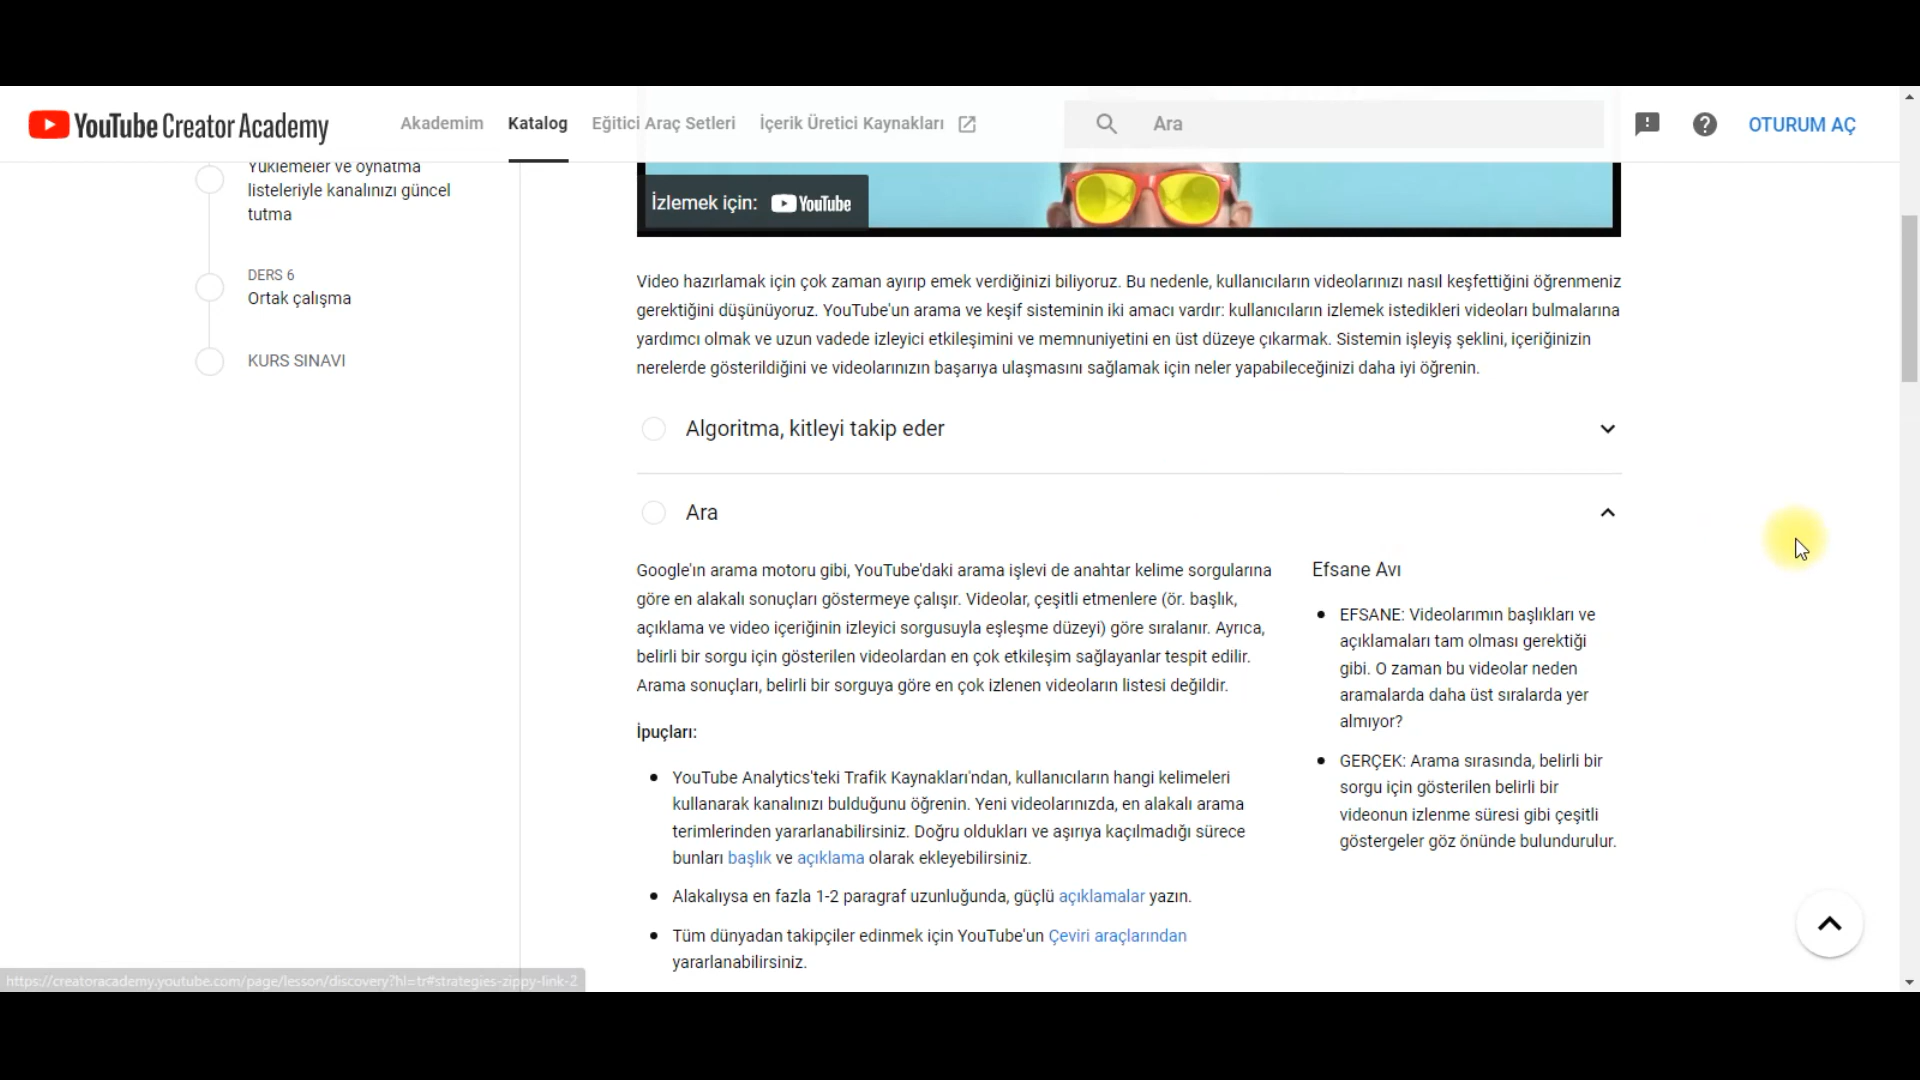 YouTube Creator Academy
Akademim
Katalog
Eğitici Araç Setleri
İçerik Üretici Kaynakları
Ara
OTURUM AÇ
Yüklemeler ve oynatma
listeleriyle kanalınızı güncel
tutma
DERS 6
Ortak çalışma
KURS SINAVI
İzlemek için: YouTube
Video hazırlamak için çok zaman ayırıp emek verdiğinizi biliyoruz. Bu nedenle, kullanıcıların videolarınızı nasıl keşfettiğini öğrenmeniz
gerektiğini düşünüyoruz. YouTube'un arama ve keşif sisteminin iki amacı vardır: kullanıcıların izlemek istedikleri videoları bulmalarına
yardımcı olmak ve uzun vadede izleyici etkileşimini ve memnuniyetini en üst düzeye çıkarmak. Sistemin işleyiş şeklini, içeriğinizin
nerelerde gösterildiğini ve videolarınızın başarıya ulaşmasını sağlamak için neler yapabileceğinizi daha iyi öğrenin.
Algoritma, kitleyi takip eder
Ara
Google'ın arama motoru gibi, YouTube'daki arama işlevi de anahtar kelime sorgularına
göre en alakalı sonuçları göstermeye çalışır. Videolar, çeşitli etmenlere (ör. başlık,
açıklama ve video içeriğinin izleyici sorgusuyla eşleşme düzeyi) göre sıralanır. Ayrıca,
belirli bir sorgu için gösterilen videolardan en çok etkileşim sağlayanlar tespit edilir.
Arama sonuçları, belirli bir sorguya göre en çok izlenen videoların listesi değildir.
İpuçları:
YouTube Analytics'teki Trafik Kaynakları'ndan, kullanıcıların hangi kelimeleri
kullanarak kanalınızı bulduğunu öğrenin. Yeni videolarınızda, en alakalı arama
terimlerinden yararlanabilirsiniz. Doğru oldukları ve aşırıya kaçılmadığı sürece
bunları başlık ve açıklama olarak ekleyebilirsiniz.
Alakalıysa en fazla 1-2 paragraf uzunluğunda, güçlü açıklamalar yazın.
Tüm dünyadan takipçiler edinmek için YouTube'un Çeviri araçlarından
yararlanabilirsiniz.
Efsane Avı
EFSANE: Videolarımın başlıkları ve
açıklamaları tam olması gerektiği
gibi. O zaman bu videolar neden
aramalarda daha üst sıralarda yer
almıyor?
GERÇEK: Arama sırasında, belirli bir
sorgu için gösterilen belirli bir
videonun izlenme süresi gibi çeşitli
göstergeler göz önünde bulundurulur.
https://creatoracademy.youtube.com/page/lesson/discovery?hl=tr#strategies-zippy-link-2